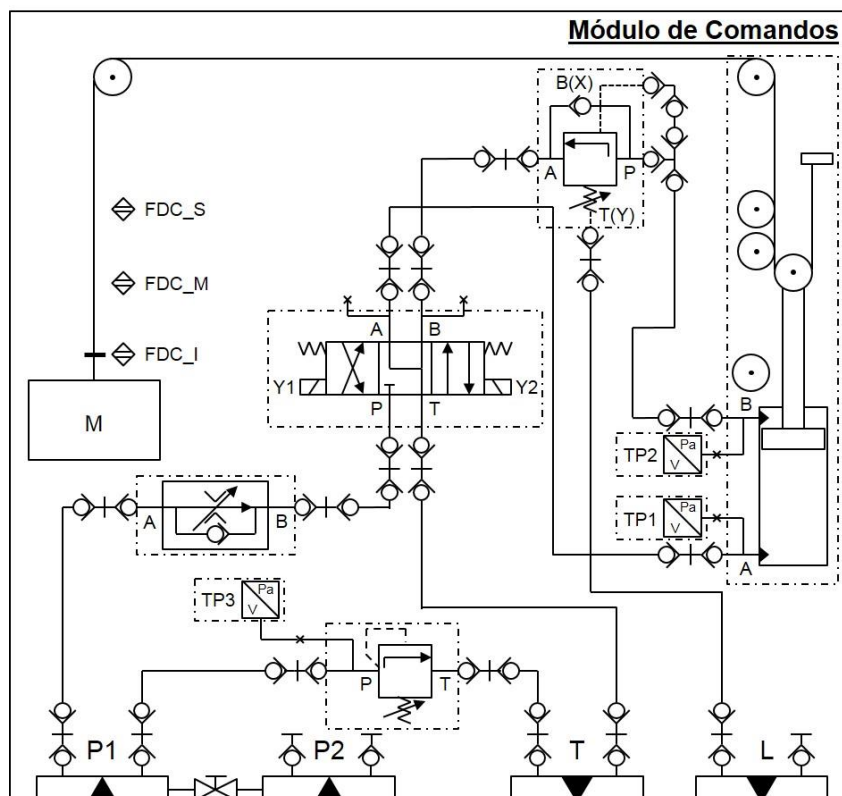 Módulo de Comandos
B(X)
A
P
T(Y)
FDC_S
FDC_M
FDC_I
A
B
Y1
Y2
P
T
M
B
TP2
Pa
V
TP1
Pa
V
A
A
B
TP3
Pa
V
P
T
P1
P2
T
L